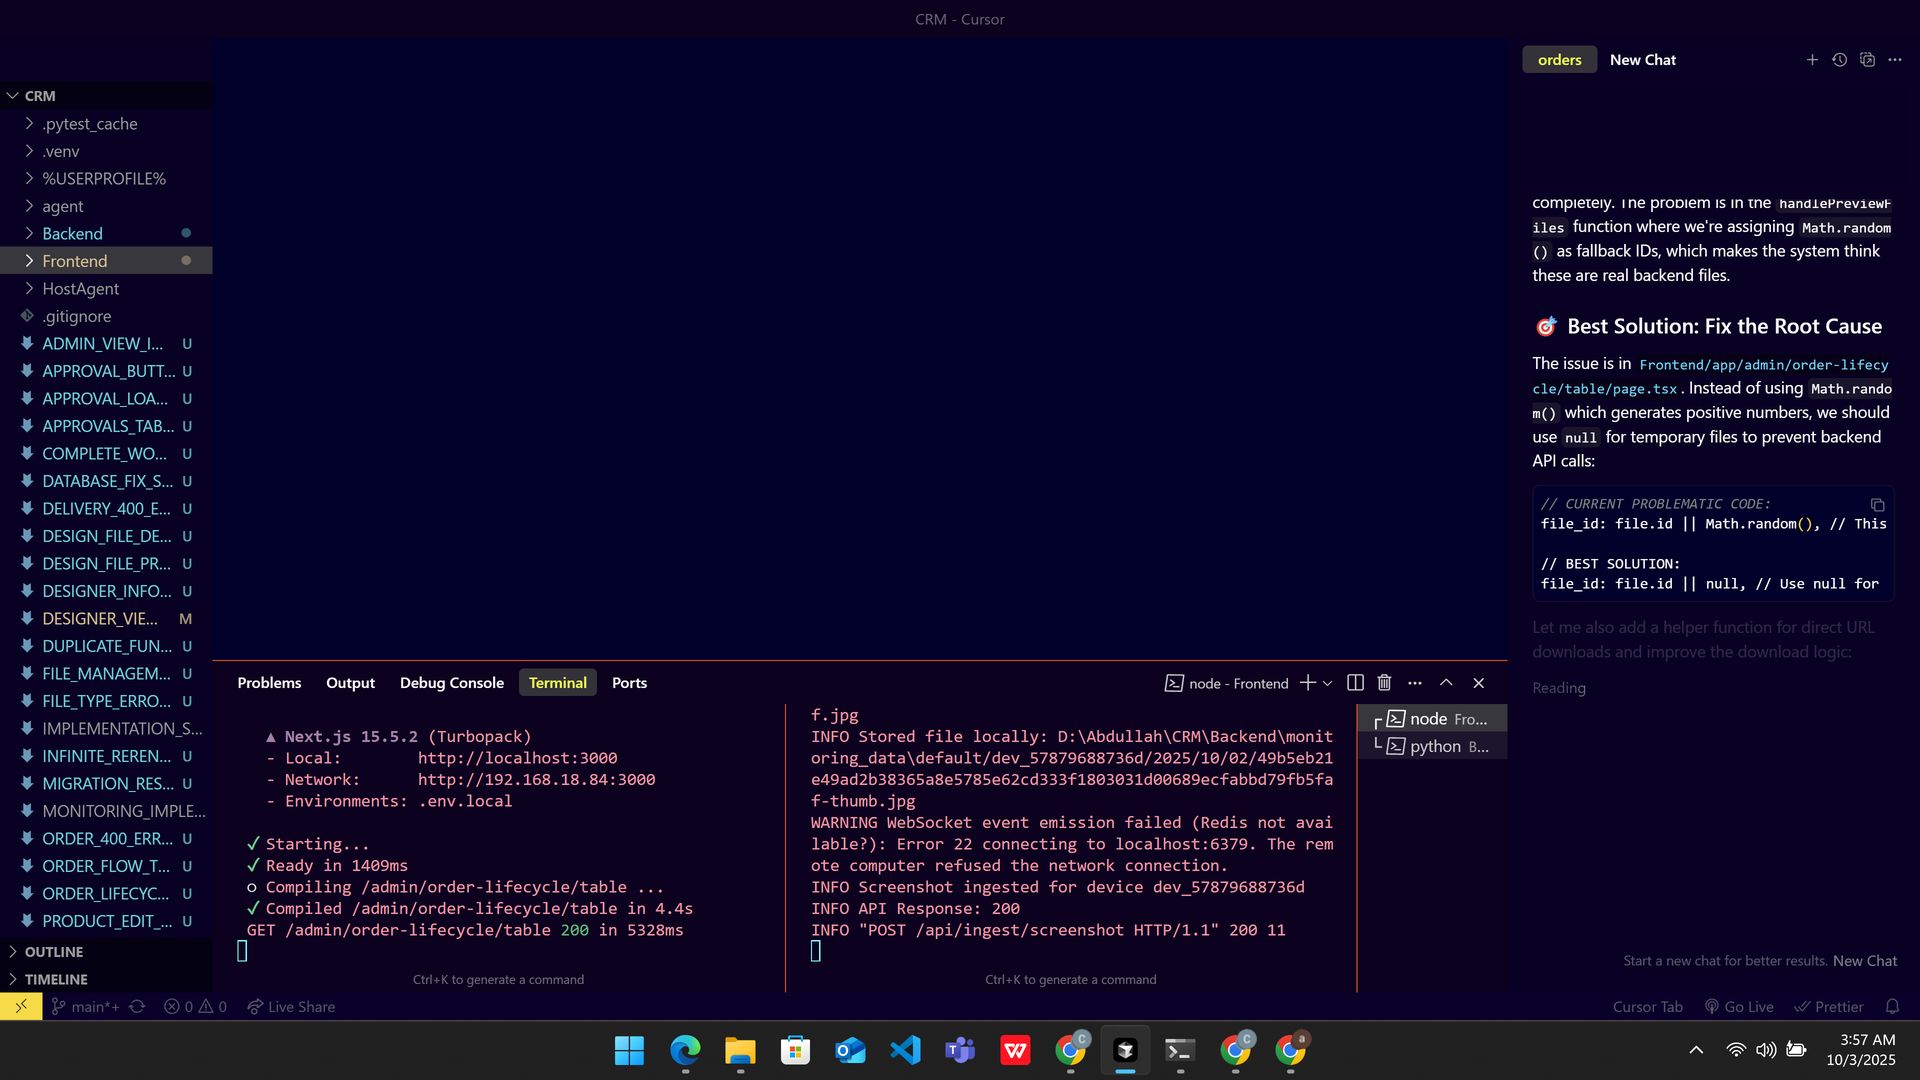 CRM - Cursor
CRM
.pytest_cache
.venv
%USERPROFILE%
agent
Backend
Frontend
HostAgent
.gitignore
ADMIN_VIEW_I... U
APPROVAL_BUTT... U
APPROVAL_LOA... U
APPROVALS_TAB... U
COMPLETE_WO... U
DATABASE_FIX_S... U
DELIVERY_400_E... U
DESIGN_FILE_DE... U
DESIGN_FILE_PR... U
DESIGNER_INFO... U
DESIGNER_VIE... M
DUPLICATE_FUN... U
FILE_MANAGEM... U
FILE_TYPE_ERRO... U
IMPLEMENTATION_S...
INFINITE_REREN... U
MIGRATION_RES... U
MONITORING_IMPLE...
ORDER_400_ERR... U
ORDER_FLOW_T... U
ORDER_LIFECYC... U
PRODUCT_EDIT_... U
OUTLINE
TIMELINE
Problems Output Debug Console Terminal Ports
node - Frontend
▲ Next.js 15.5.2 (Turbopack)
- Local: http://localhost:3000
- Network: http://192.168.18.84:3000
- Environments: .env.local
✓ Starting...
✓ Ready in 1409ms
○ Compiling /admin/order-lifecycle/table ...
✓ Compiled /admin/order-lifecycle/table in 4.4s
GET /admin/order-lifecycle/table 200 in 5328ms
Ctrl+K to generate a command
f.jpg
INFO Stored file locally: D:\Abdullah\CRM\Backend\monit
oring_data\default/dev_57879688736d/2025/10/02/49b5eb21
e49ad2b38365a8e5785e62cd333f1803031d00689ecfabbd79fb5fa
f-thumb.jpg
WARNING WebSocket event emission failed (Redis not avai
lable?): Error 22 connecting to localhost:6379. The rem
ote computer refused the network connection.
INFO Screenshot ingested for device dev_57879688736d
INFO API Response: 200
INFO "POST /api/ingest/screenshot HTTP/1.1" 200 11
Ctrl+K to generate a command
node Fro...
python B...
orders New Chat
completely. The problem is in the handlePreviewF
iles function where we're assigning Math.random
() as fallback IDs, which makes the system think
these are real backend files.
🎯 Best Solution: Fix the Root Cause
The issue is in Frontend/app/admin/order-lifecy
cle/table/page.tsx. Instead of using Math.rando
m() which generates positive numbers, we should
use null for temporary files to prevent backend
API calls:
// CURRENT PROBLEMATIC CODE:
file_id: file.id || Math.random(), // This
// BEST SOLUTION:
file_id: file.id || null, // Use null for
Let me also add a helper function for direct URL
downloads and improve the download logic:
Reading
Start a new chat for better results. New Chat
main*+ 0 0 Live Share
Cursor Tab Go Live Prettier
3:57 AM
10/3/2025